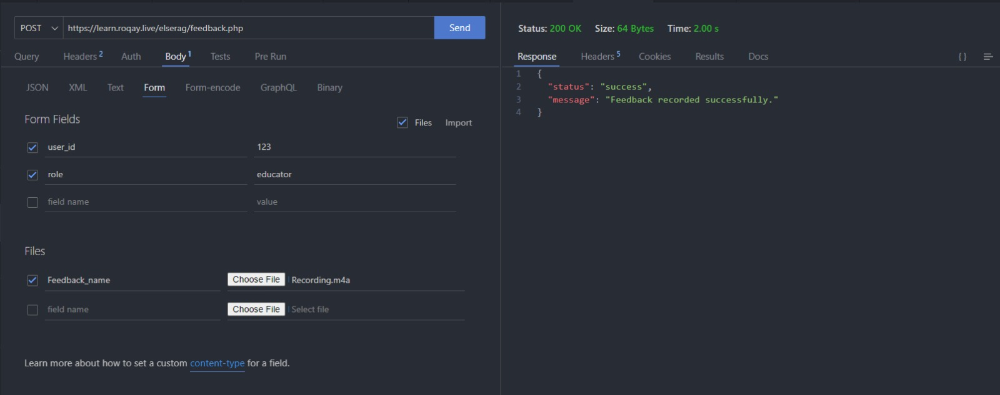 POST https://learn.roqay.live/elserag/feedback.php Send
Query Headers 2 Auth Body 1 Tests Pre Run
JSON XML Text Form Form-encode GraphQL Binary
Form Fields
Files Import
user_id 123
role educator
field name value
Files
Feedback_name Choose File Recording.m4a
field name Choose File Select file
Learn more about how to set a custom content-type for a field.
Status: 200 OK Size: 64 Bytes Time: 2.00 s
Response Headers 5 Cookies Results Docs { }
1 {
2 "status": "success",
3 "message": "Feedback recorded successfully."
4 }